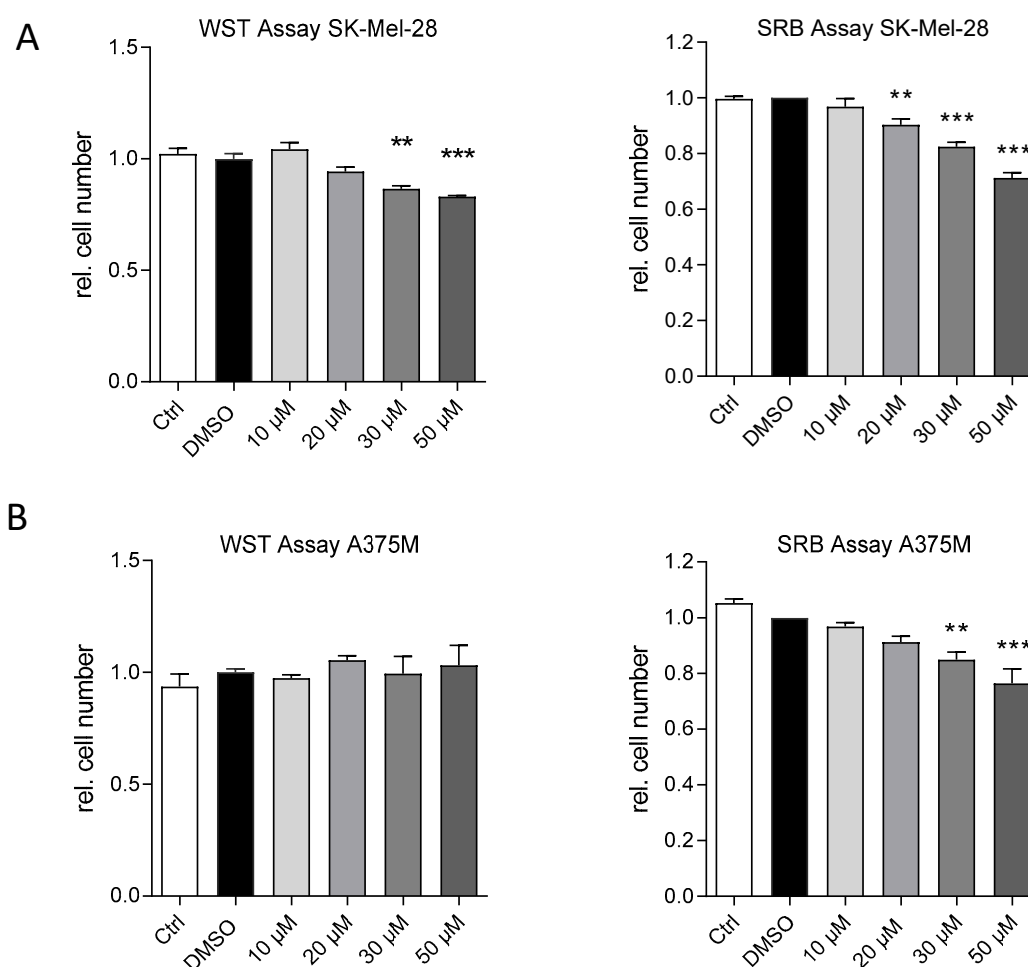 A
WST Assay SK-Mel-28
rel. cell number
1.5
1.0
0.5
0.0
**
***
Ctrl
DMSO
10 µM
20 µM
30 µM
50 µM
SRB Assay SK-Mel-28
rel. cell number
1.2
1.0
0.8
0.6
0.4
0.2
0.0
**
***
***
Ctrl
DMSO
10 µM
20 µM
30 µM
50 µM
B
WST Assay A375M
rel. cell number
1.5
1.0
0.5
0.0
Ctrl
DMSO
10 µM
20 µM
30 µM
50 µM
SRB Assay A375M
rel. cell number
1.2
1.0
0.8
0.6
0.4
0.2
0.0
**
***
Ctrl
DMSO
10 µM
20 µM
30 µM
50 µM